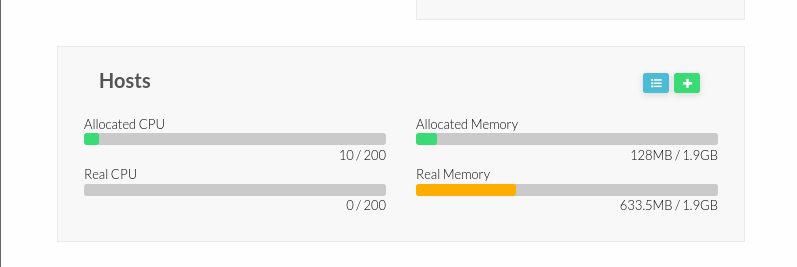 Hosts
Allocated CPU
10 / 200
Real CPU
0 / 200
Allocated Memory
128MB / 1.9GB
Real Memory
633.5MB / 1.9GB